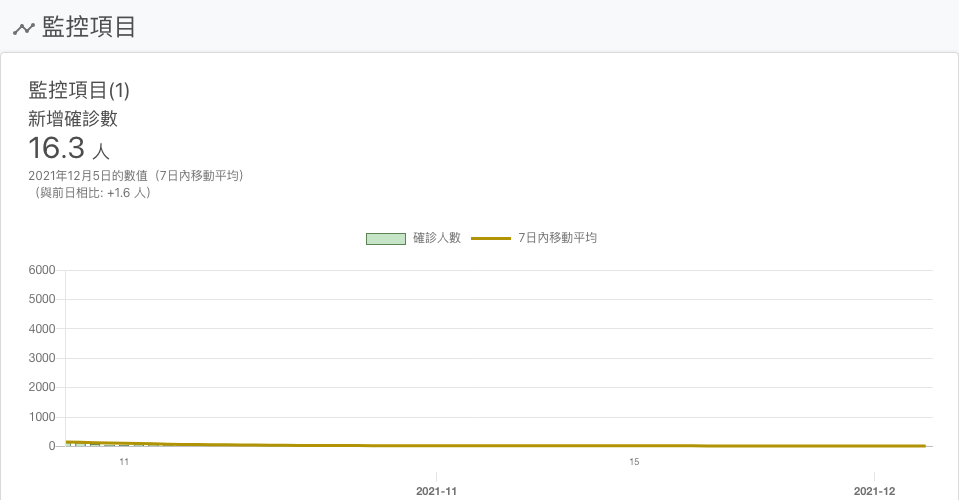 監控項目
監控項目(1)
新增確診數
16.3 人
2021年12月5日的數值（7日內移動平均）
（與前日相比: +1.6 人）
確診人數 7日內移動平均
6000
5000
4000
3000
2000
1000
0
11 15
2021-11 2021-12